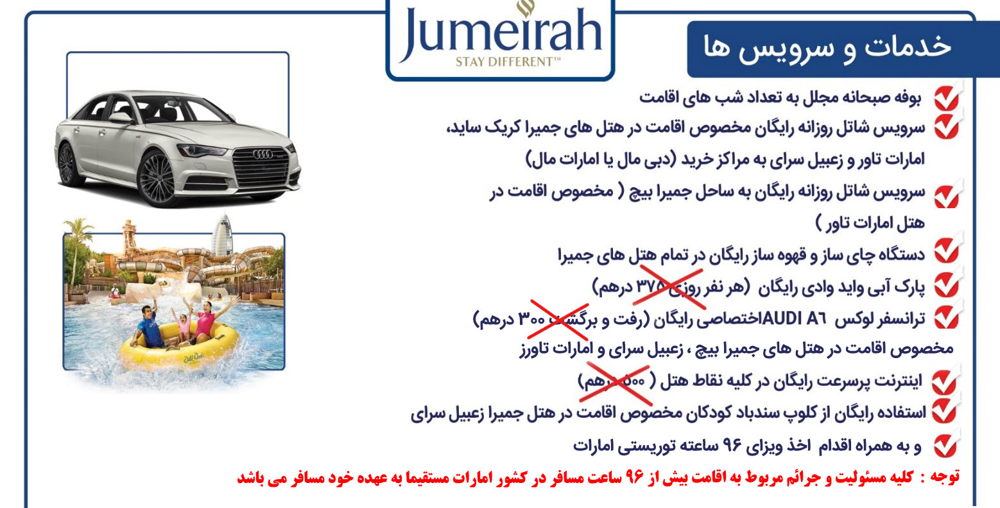 Jumeirah
STAY DIFFERENT™
خدمات و سرویس ها
بوفه صبحانه مجلل به تعداد شب های اقامت
سرویس شاتل روزانه رایگان مخصوص اقامت در هتل های جمیرا کریک ساید،
امارات تاور و زعبیل سرای به مراکز خرید (دبی مال یا امارات مال)
سرویس شاتل روزانه رایگان به ساحل جمیرا بیچ ( مخصوص اقامت در
هتل امارات تاور )
دستگاه چای ساز و قهوه ساز رایگان در تمام هتل های جمیرا
پارک آبی واید وادی رایگان (هر نفر روزی ۳۷۵ درهم)
ترانسفر لوکس AUDI A6اختصاصی رایگان (رفت و برگشت ۳۰۰ درهم)
مخصوص اقامت در هتل های جمیرا بیچ ، زعبیل سرای و امارات تاورز
اینترنت پرسرعت رایگان در کلیه نقاط هتل ( ۵۰۰ درهم)
استفاده رایگان از کلوپ سندباد کودکان مخصوص اقامت در هتل جمیرا زعبیل سرای
و به همراه اقدام اخذ ویزای ۹۶ ساعته توریستی امارات
توجه : کلیه مسئولیت و جرائم مربوط به اقامت بیش از ۹۶ ساعت مسافر در کشور امارات مستقیما به عهده خود مسافر می باشد
Wild Wadi